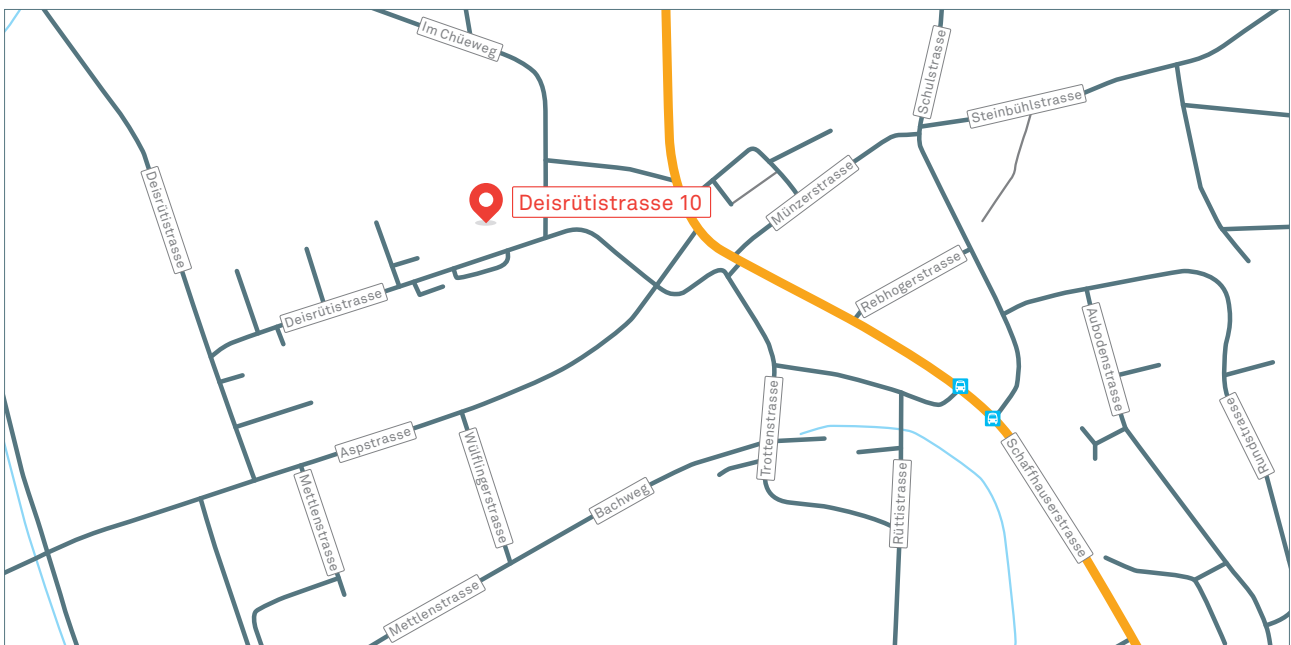 Im Chüeweg
Schulstrasse
Steinbühlstrasse
Deisrütistrasse
Deisrütistrasse 10
Münzerstrasse
Rebhogerstrasse
Deisrütistrasse
Aubodenstrasse
Rundstrasse
Trottenstrasse
Aspstrasse
Wülflingerstrasse
Mettlenstrasse
Bachweg
Rüttistrasse
Schaffhauserstrasse
Mettlenstrasse